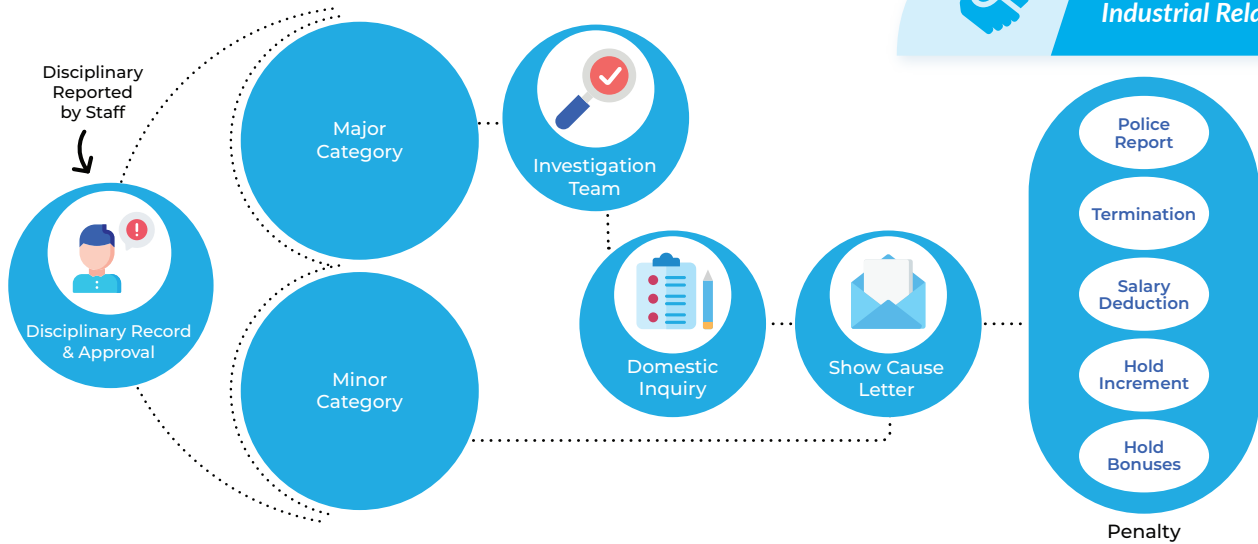 Industrial Rela
Disciplinary
Reported
by Staff
Disciplinary Record
& Approval
Major
Category
Minor
Category
Investigation
Team
Domestic
Inquiry
Show Cause
Letter
Police
Report
Termination
Salary
Deduction
Hold
Increment
Hold
Bonuses
Penalty